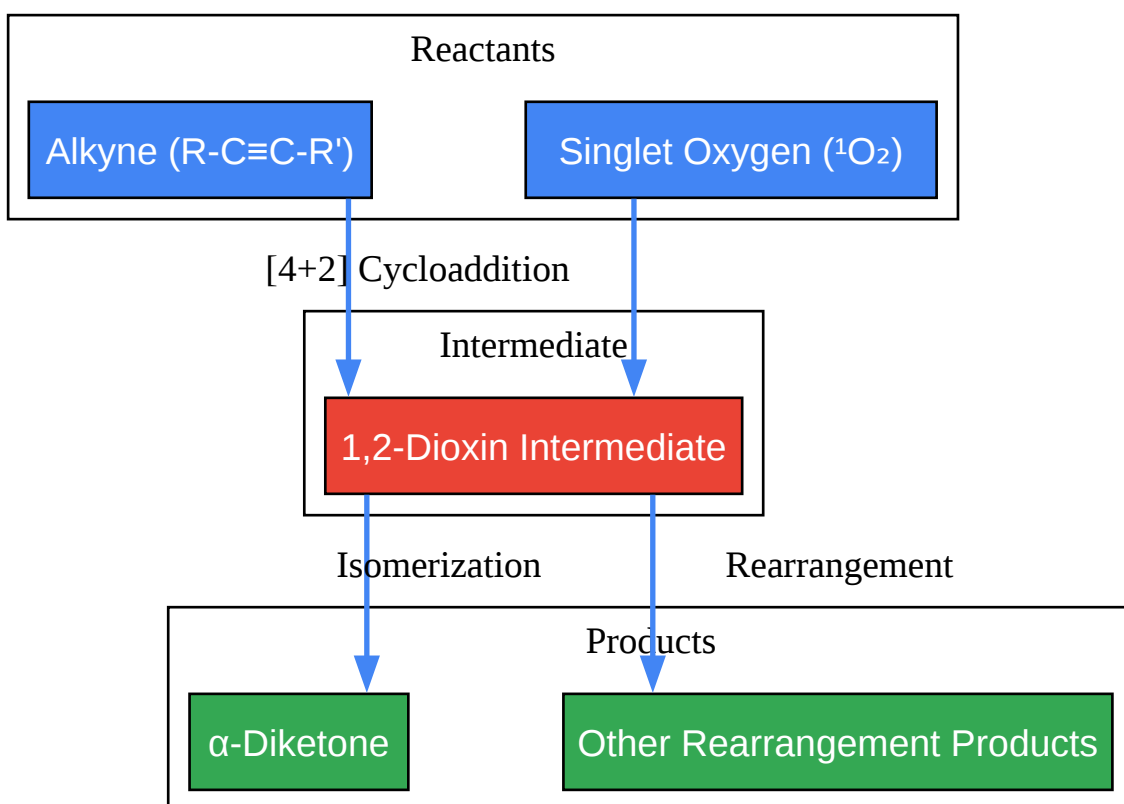 Reactants
Alkyne (R-C≡C-R')
Singlet Oxygen (¹O₂)
[4+2] Cycloaddition
Intermediate
1,2-Dioxin Intermediate
Isomerization
Rearrangement
Products
α-Diketone
Other Rearrangement Products